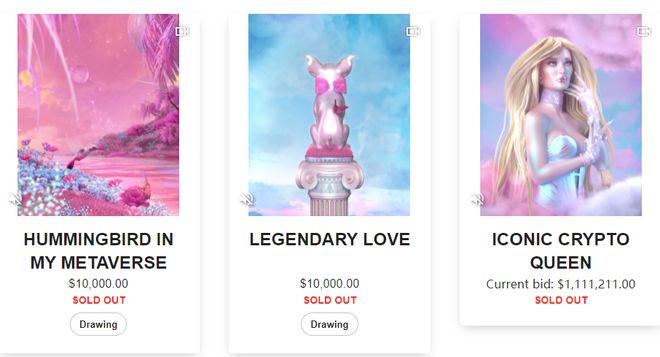 HUMMINGBIRD IN
MY METAVERSE
$10,000.00
SOLD OUT
Drawing
LEGENDARY LOVE
$10,000.00
SOLD OUT
Drawing
ICONIC CRYPTO
QUEEN
Current bid: $1,111,211.00
SOLD OUT